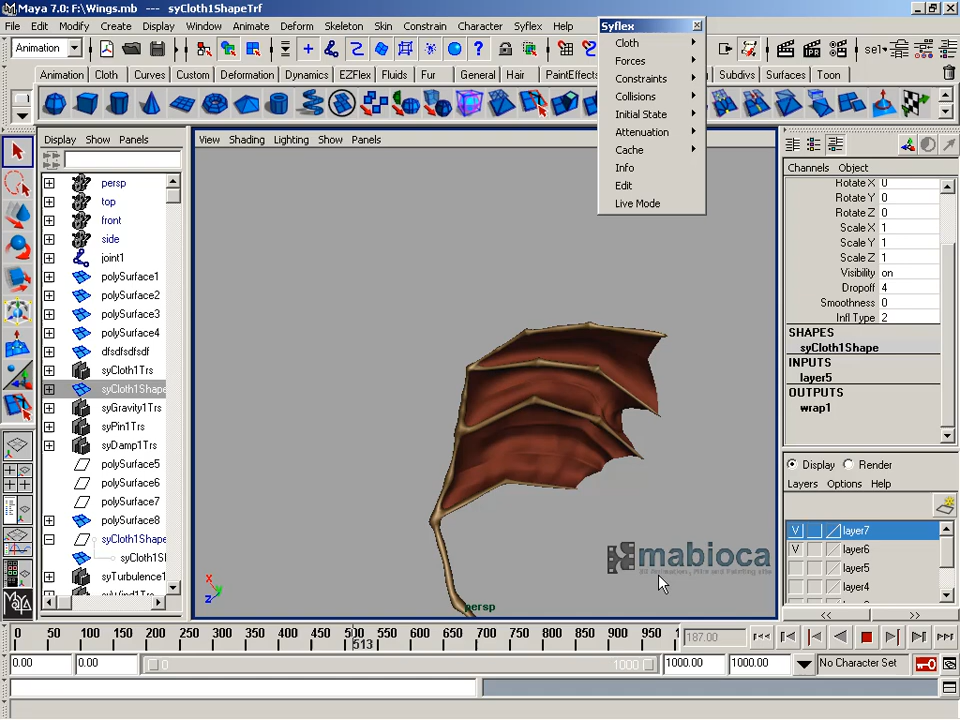 Maya 7.0: F:\Wings.mb --- syCloth1ShapeTrf
File Edit Modify Create Display Window Animate Deform Skeleton Skin Constrain Character Syflex Help
Syflex
Cloth
Forces
Constraints
Collisions
Initial State
Attenuation
Cache
Info
Edit
Live Mode
Animation
sel
Animation Cloth Curves Custom Deformation Dynamics EZFlex Fluids Fur General Hair PaintEffects Subdivs Surfaces Toon
Display Show Panels
persp
top
front
side
joint1
polySurface1
polySurface2
polySurface3
polySurface4
dfsdfsdfsdf
syCloth1Trs
syCloth1Shape
syGravity1Trs
syPin1Trs
syDamp1Trs
polySurface5
polySurface6
polySurface7
polySurface8
syCloth1Shape
syCloth1Sl
syTurbulence1
View Shading Lighting Show Panels
mabioca
persp
X
Y
Z
Channels Object
Rotate X 0
Rotate Y 0
Rotate Z 0
Scale X 1
Scale Y 1
Scale Z 1
Visibility on
Dropoff 4
Smoothness 0
Infl Type 2
SHAPES
syCloth1Shape
INPUTS
layer5
OUTPUTS
wrap1
Display Render
Layers Options Help
V layer7
V layer6
layer5
layer4
0 50 100 150 200 250 300 350 400 450 500 550 600 650 700 750 800 850 900 950
513
187.00
0.00 0.00 0 1000 1000.00 1000.00 No Character Set
MAYA